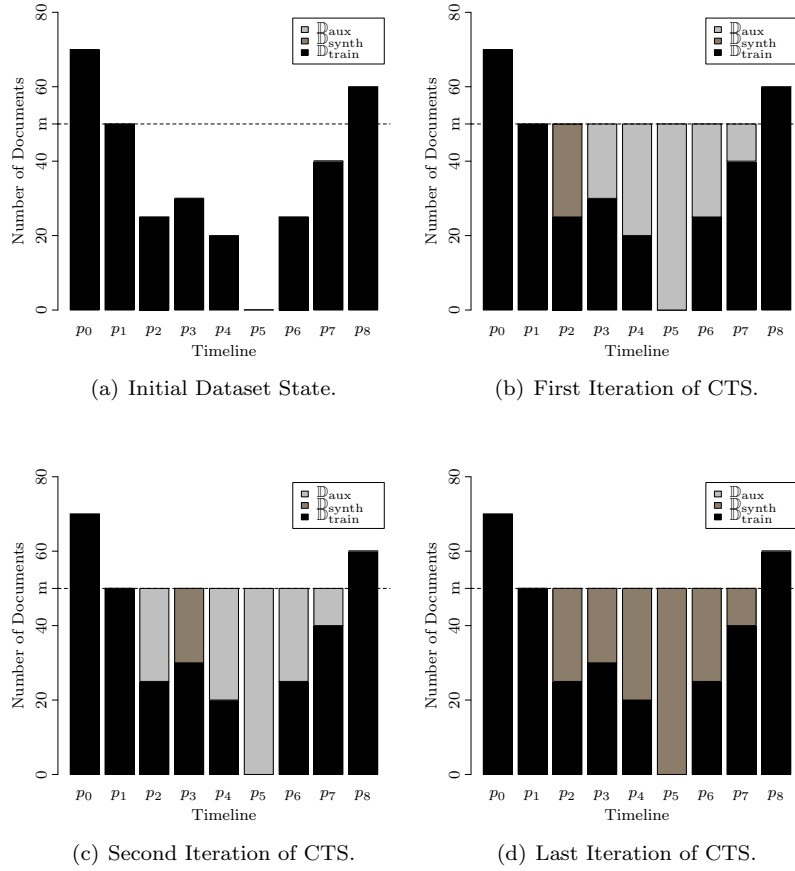 80
60
m
40
20
0
Number of Documents
𝔻aux
𝔻synth
𝔻train
p0 p1 p2 p3 p4 p5 p6 p7 p8
Timeline
(a) Initial Dataset State.
80
60
m
40
20
0
Number of Documents
𝔻aux
𝔻synth
𝔻train
p0 p1 p2 p3 p4 p5 p6 p7 p8
Timeline
(b) First Iteration of CTS.
80
60
m
40
20
0
Number of Documents
𝔻aux
𝔻synth
𝔻train
p0 p1 p2 p3 p4 p5 p6 p7 p8
Timeline
(c) Second Iteration of CTS.
80
60
m
40
20
0
Number of Documents
𝔻aux
𝔻synth
𝔻train
p0 p1 p2 p3 p4 p5 p6 p7 p8
Timeline
(d) Last Iteration of CTS.